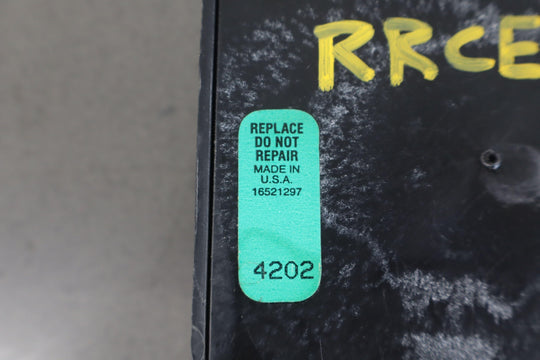 RRCE
REPLACE
DO NOT
REPAIR
MADE IN
U.S.A.
16521297
4202